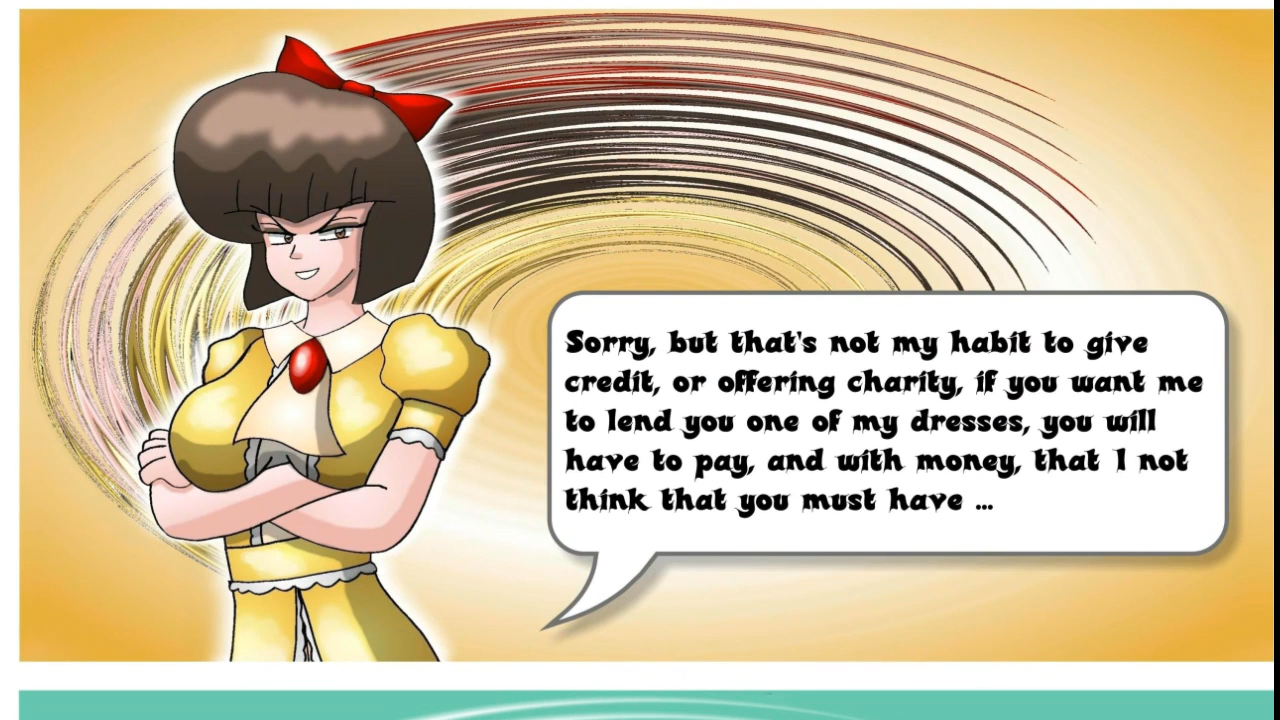 Sorry, but that's not my habit to give
credit, or offering charity, if you want me
to lend you one of my dresses, you will
have to pay, and with money, that I not
think that you must have ...